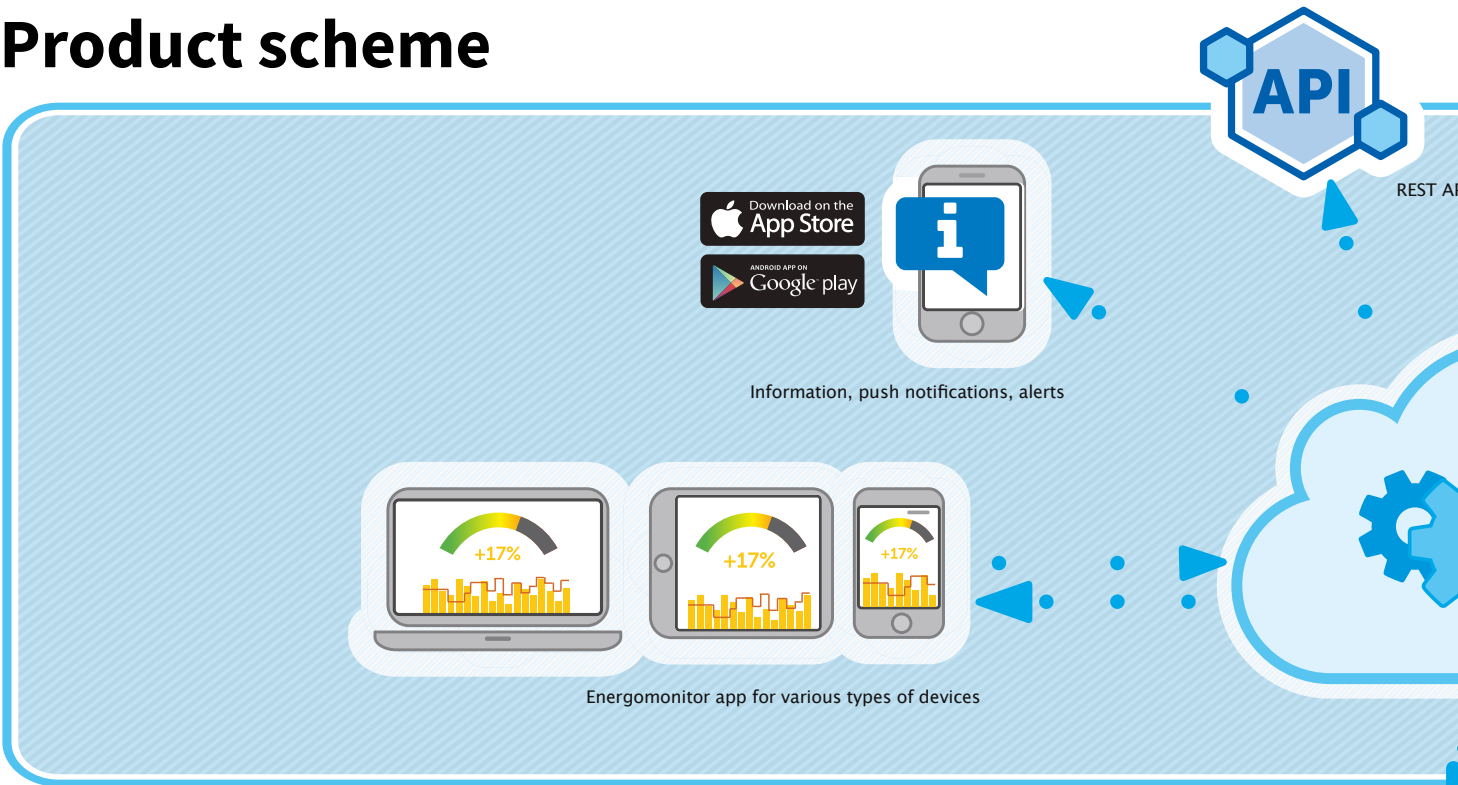 Product scheme
API
REST
Download on the
App Store
ANDROID APP ON
Google play
Information, push notifications, alerts
+17%
+17%
+17%
Energomonitor app for various types of devices